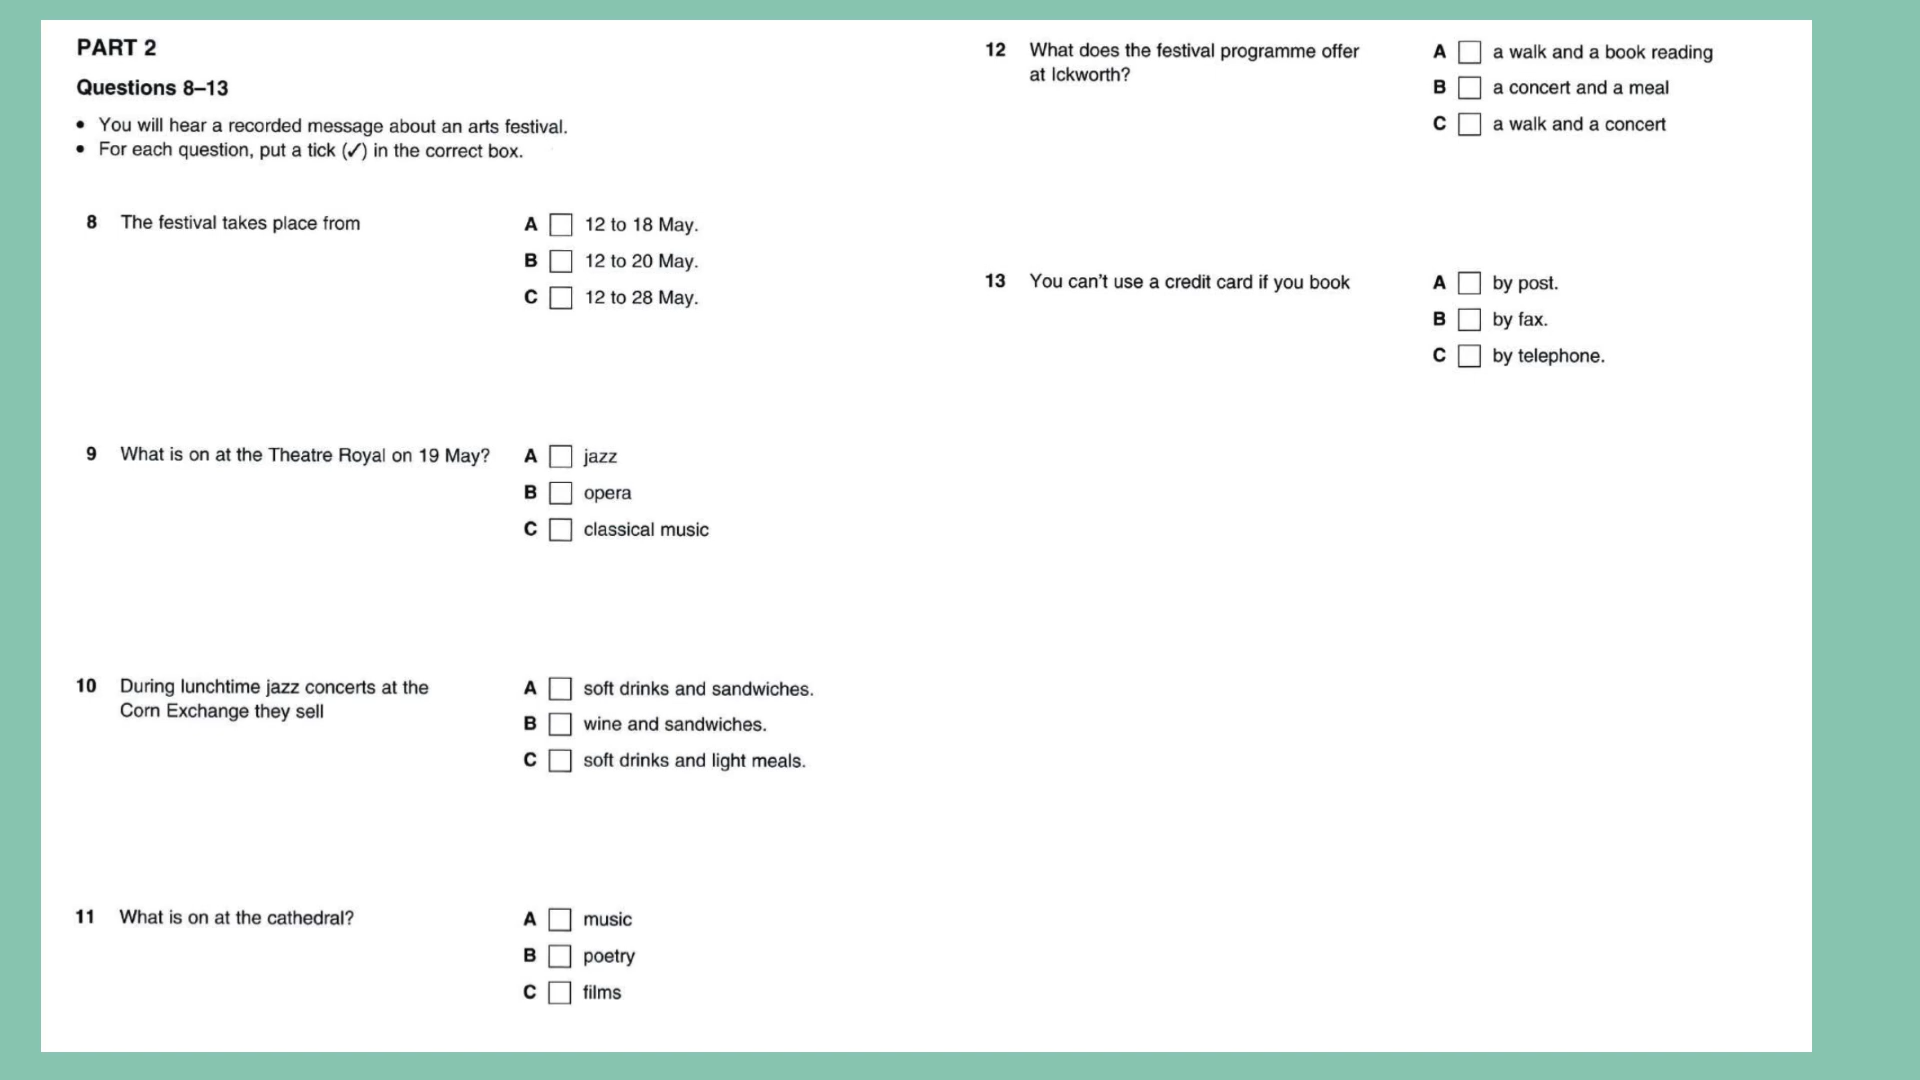 PART 2
Questions 8–13
• You will hear a recorded message about an arts festival.
• For each question, put a tick (✓) in the correct box.
8 The festival takes place from
A 12 to 18 May.
B 12 to 20 May.
C 12 to 28 May.
9 What is on at the Theatre Royal on 19 May?
A jazz
B opera
C classical music
10 During lunchtime jazz concerts at the
Corn Exchange they sell
A soft drinks and sandwiches.
B wine and sandwiches.
C soft drinks and light meals.
11 What is on at the cathedral?
A music
B poetry
C films
12 What does the festival programme offer
at Ickworth?
A a walk and a book reading
B a concert and a meal
C a walk and a concert
13 You can't use a credit card if you book
A by post.
B by fax.
C by telephone.